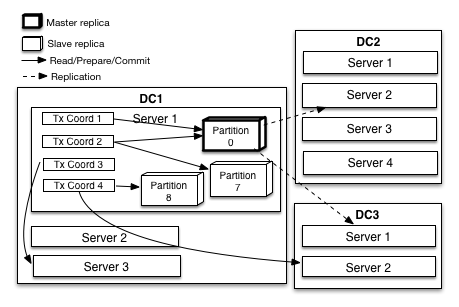 Master replica
Slave replica
Read/Prepare/Commit
Replication
DC1
Server 1
Tx Coord 1
Tx Coord 2
Tx Coord 3
Tx Coord 4
Partition
0
Partition
7
Partition
8
Server 2
Server 3
DC2
Server 1
Server 2
Server 3
Server 4
DC3
Server 1
Server 2